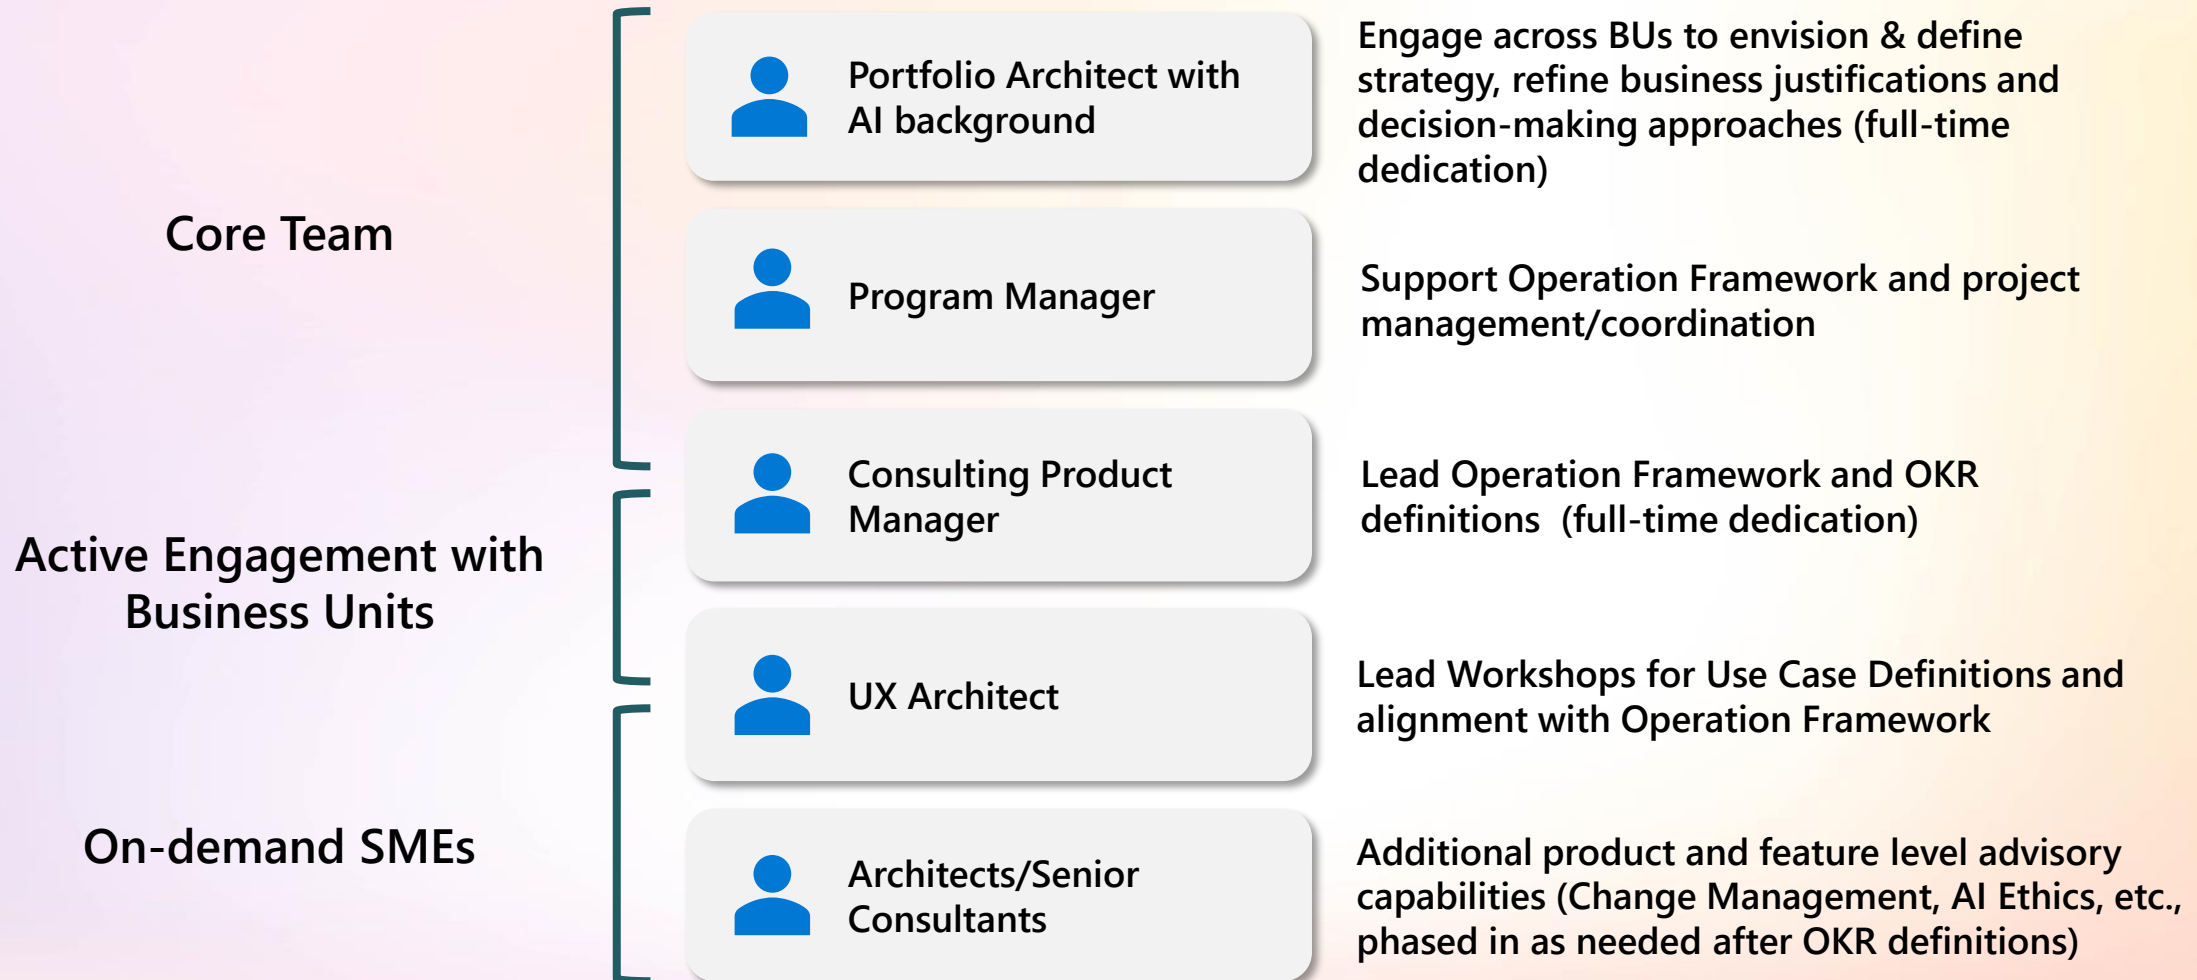 Core Team
Active Engagement with
Business Units
On-demand SMEs
Portfolio Architect with
AI background
Engage across BUs to envision & define
strategy, refine business justifications and
decision-making approaches (full-time
dedication)
Program Manager
Support Operation Framework and project
management/coordination
Consulting Product
Manager
Lead Operation Framework and OKR
definitions  (full-time dedication)
UX Architect
Lead Workshops for Use Case Definitions and
alignment with Operation Framework
Architects/Senior
Consultants
Additional product and feature level advisory
capabilities (Change Management, AI Ethics, etc.,
phased in as needed after OKR definitions)